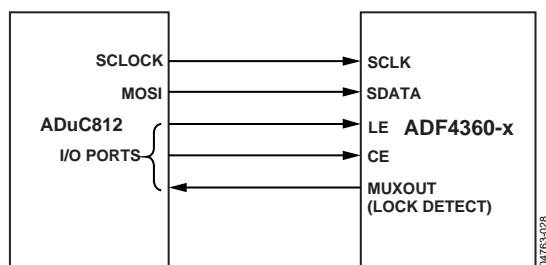 SCLOCK
MOSI
ADuC812
I/O PORTS
SCLK
SDATA
LE
ADF4360-x
CE
MUXOUT
(LOCK DETECT)
04763-028